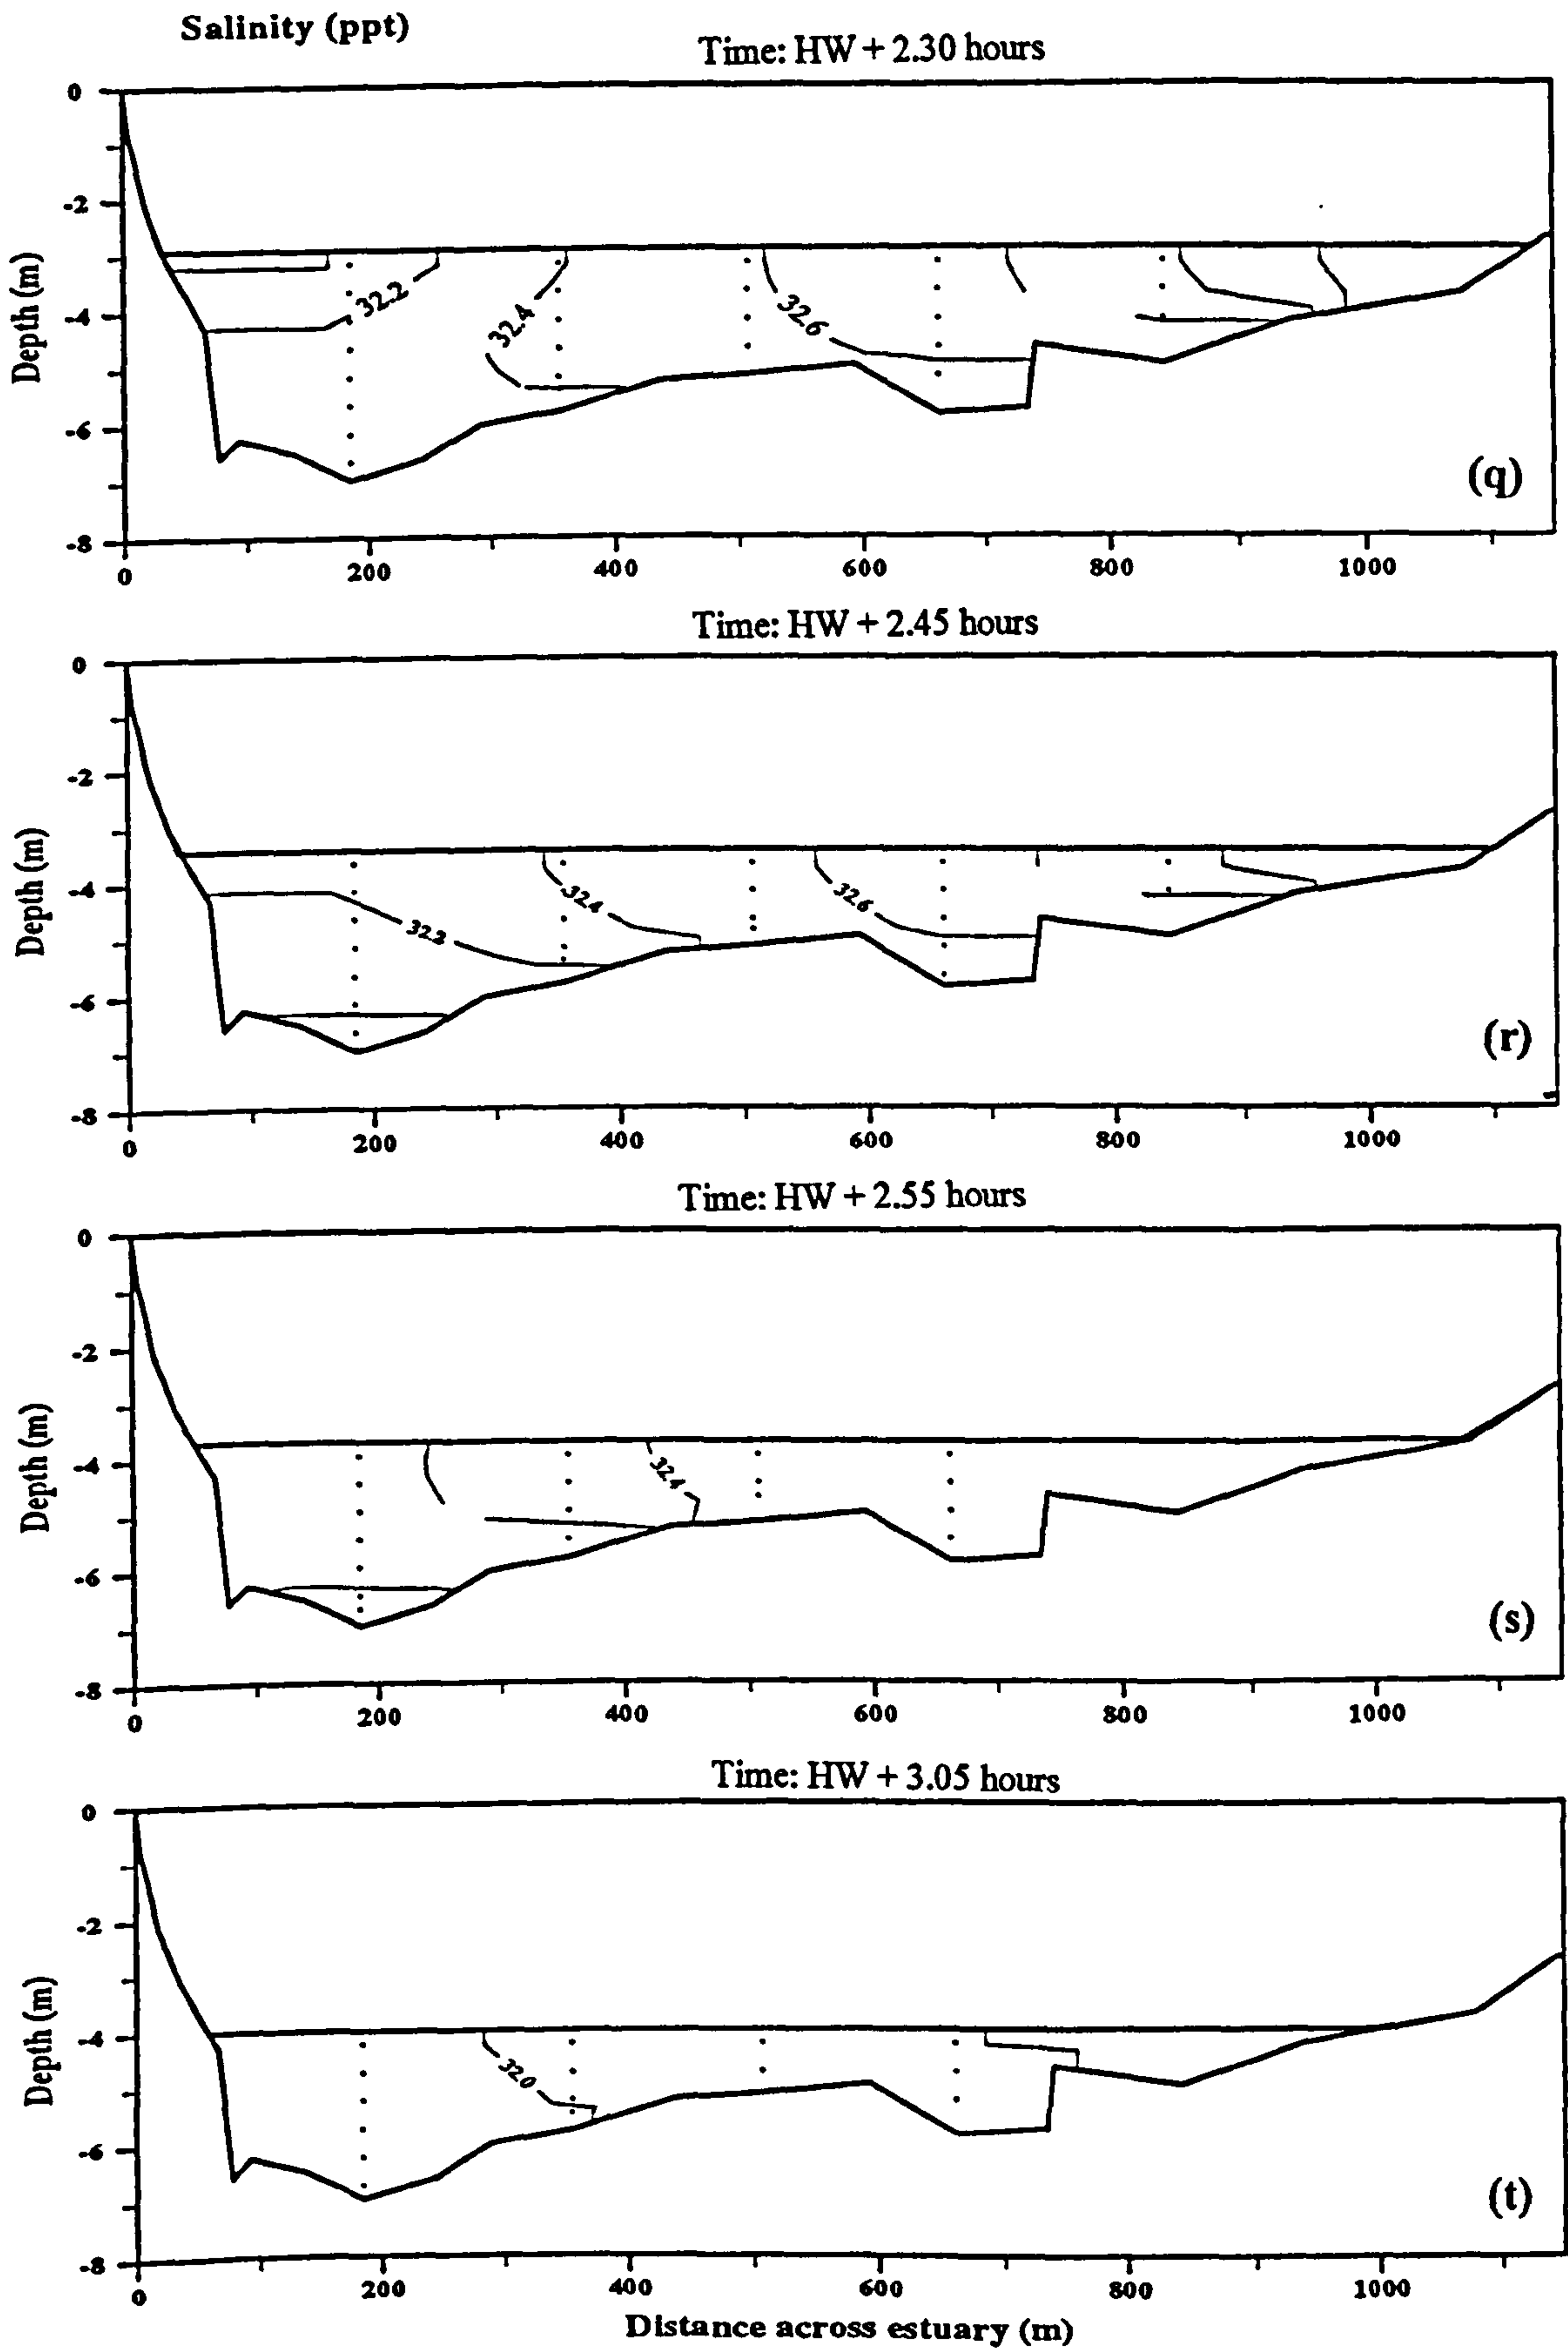 Salinity (ppt)
Time: HW + 2.30 hours
0
-2
-4
-6
-8
Depth (m)
32.2
32.4
32.6
(q)
0 200 400 600 800 1000
Time: HW + 2.45 hours
0
-2
-4
-6
-8
Depth (m)
32.4
32.6
32.2
(r)
0 200 400 600 800 1000
Time: HW + 2.55 hours
0
-2
-4
-6
-8
Depth (m)
32.4
(s)
0 200 400 600 800 1000
Time: HW + 3.05 hours
0
-2
-4
-6
-8
Depth (m)
32.0
(t)
0 200 400 600 800 1000
Distance across estuary (m)